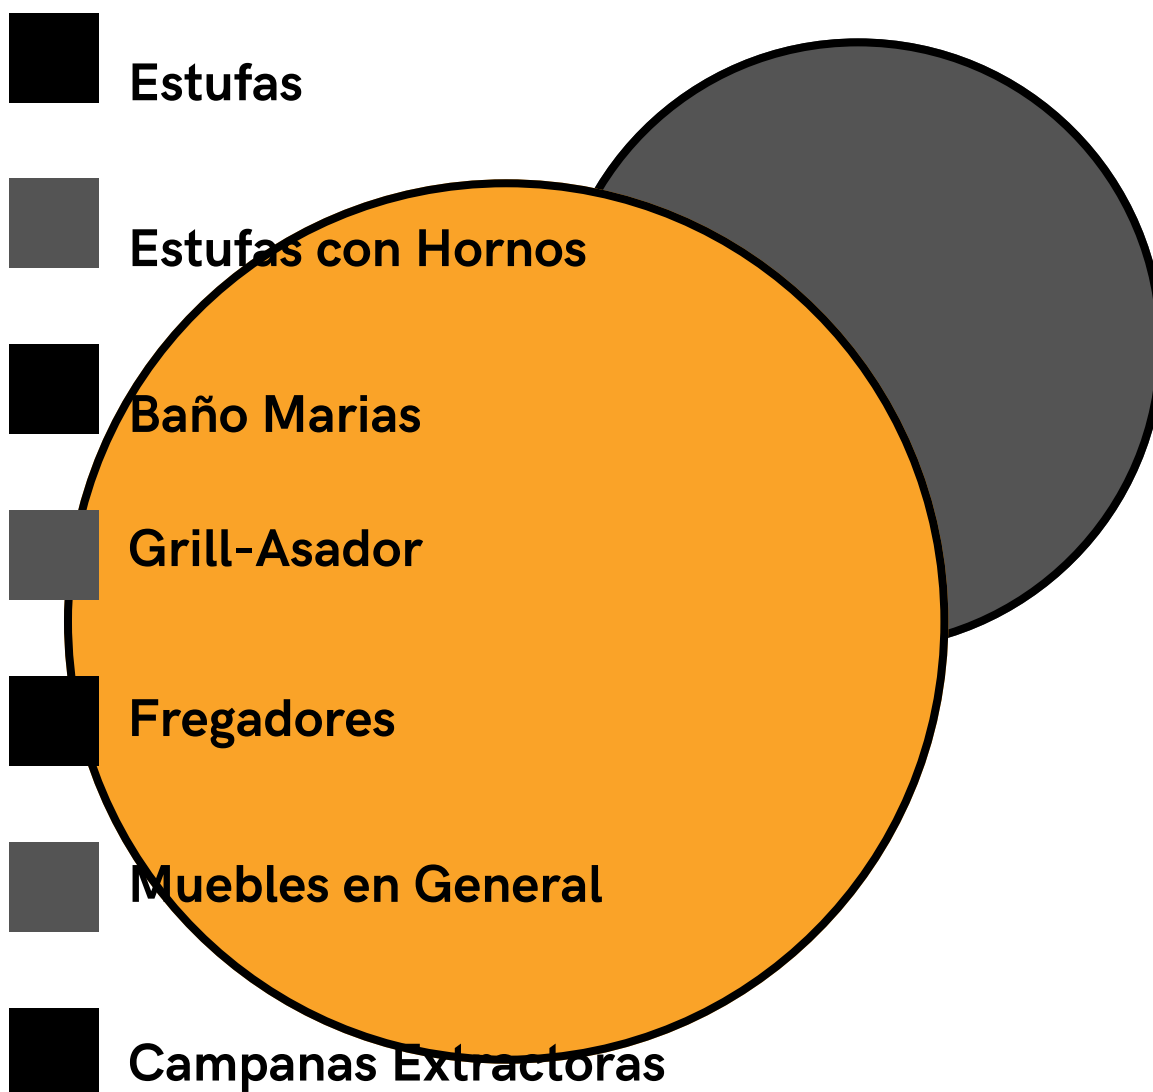 Estufas
Estufas con Hornos
Baño Marias
Grill-Asador
Fregadores
Muebles en General
Campanas Extractoras